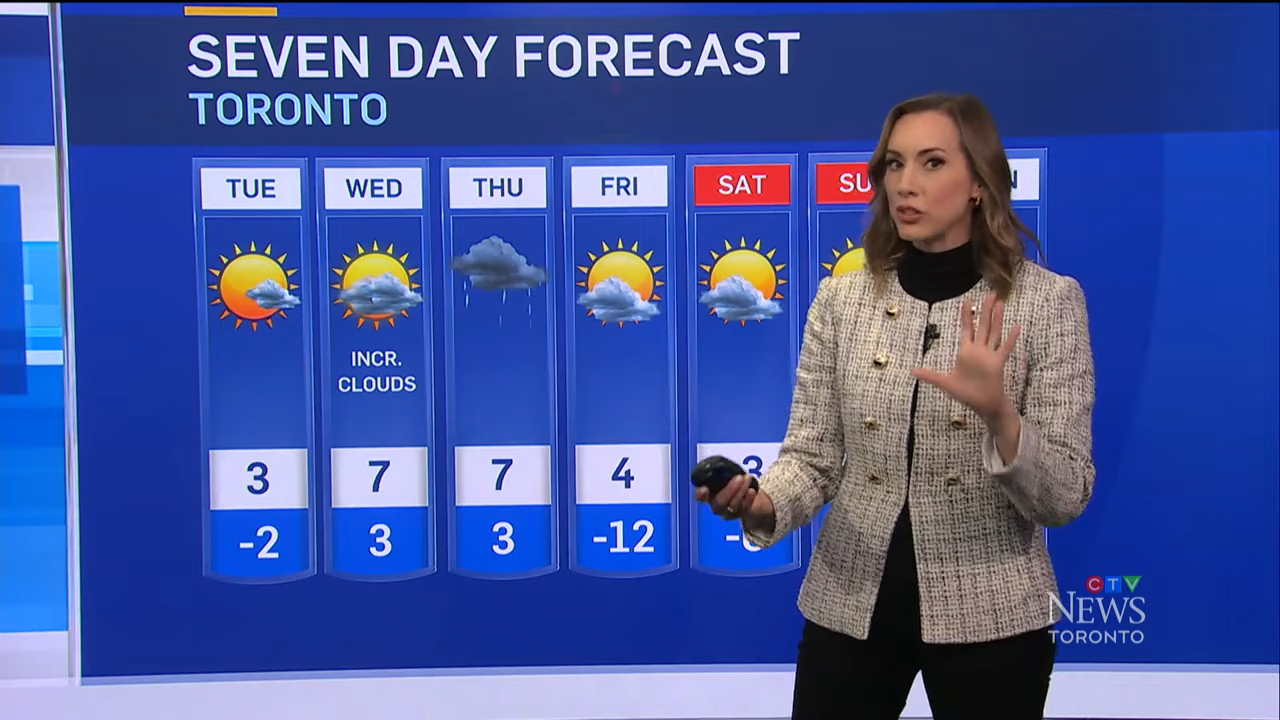 SEVEN DAY FORECAST
TORONTO
TUE WED THU FRI SAT
INCR.
CLOUDS
3 7 7 4
-2 3 3 -12
CTV
NEWS
TORONTO